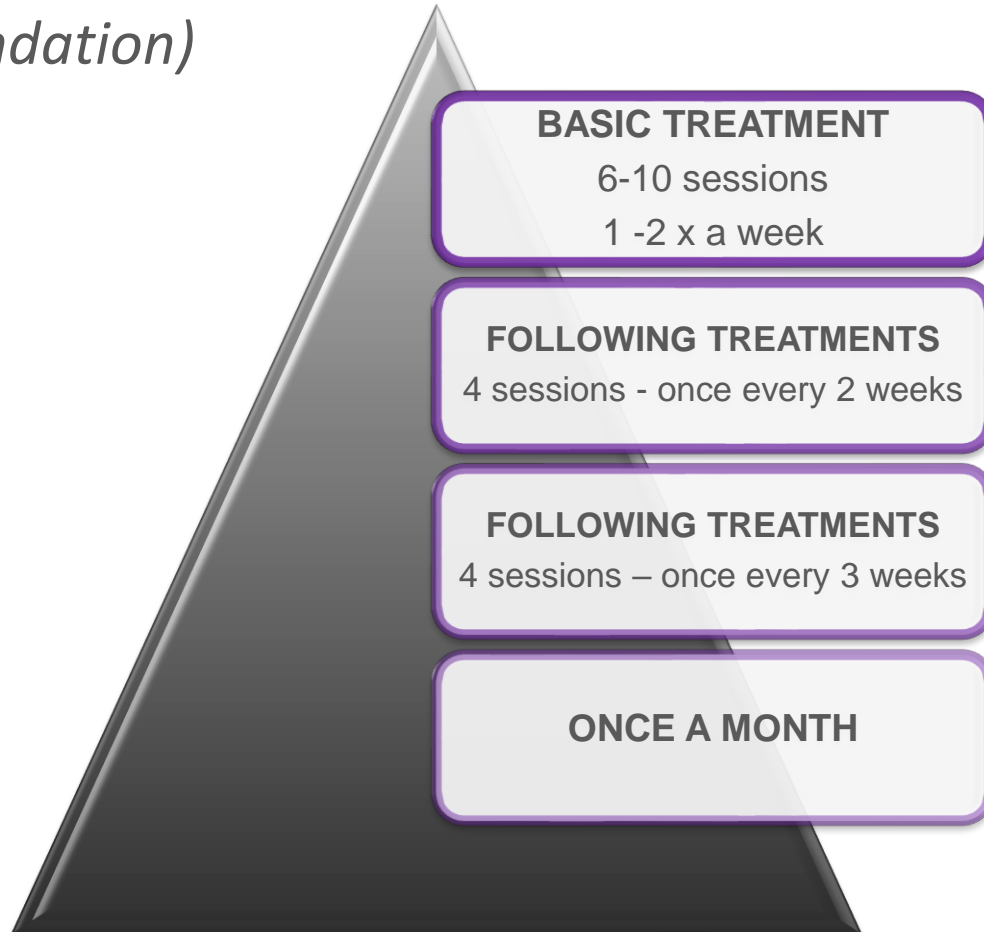 ndation)
BASIC TREATMENT
6-10 sessions
1 -2 x a week
FOLLOWING TREATMENTS
4 sessions - once every 2 weeks
FOLLOWING TREATMENTS
4 sessions – once every 3 weeks
ONCE A MONTH